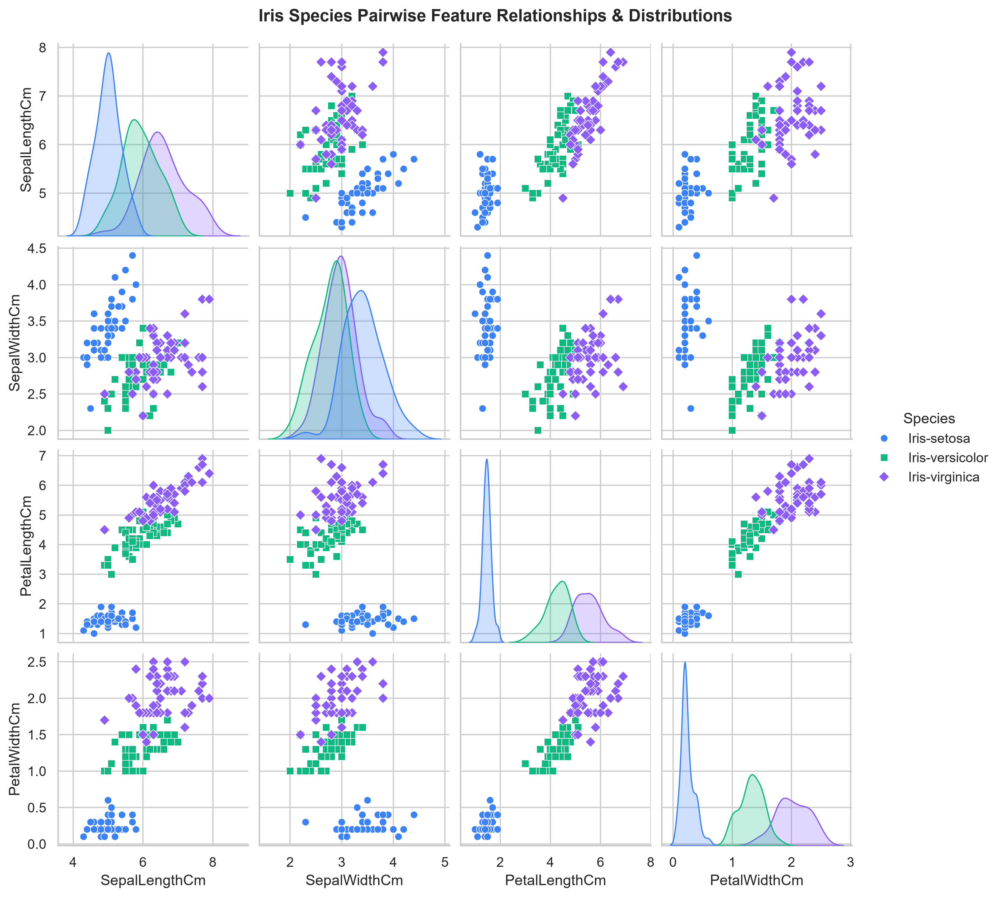 Iris Species Pairwise Feature Relationships & Distributions
8
7
6
5
SepalLengthCm
4.5
4.0
3.5
3.0
2.5
2.0
SepalWidthCm
7
6
5
4
3
2
1
PetalLengthCm
2.5
2.0
1.5
1.0
0.5
0.0
PetalWidthCm
4 6 8
2 3 4 5
2 4 6 8
0 1 2 3
SepalLengthCm
SepalWidthCm
PetalLengthCm
PetalWidthCm
Species
Iris-setosa
Iris-versicolor
Iris-virginica